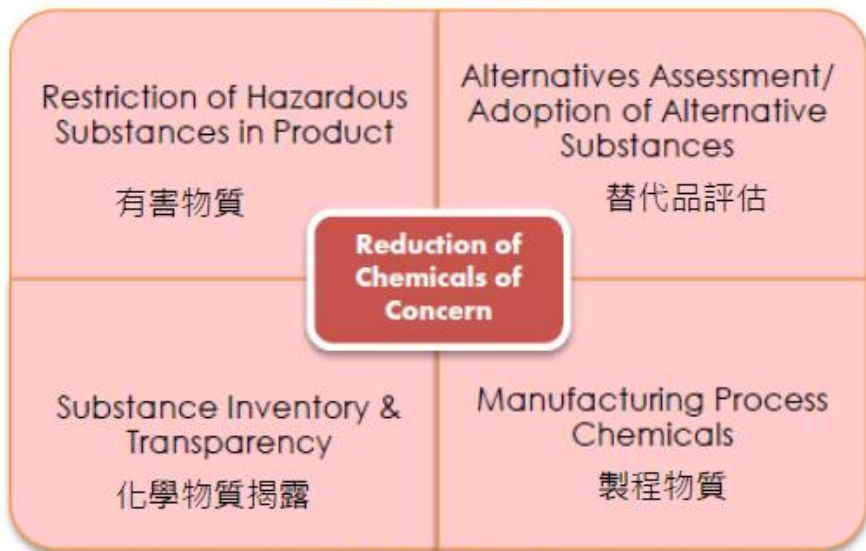 Restriction of Hazardous
Substances in Product
有害物質
Alternatives Assessment/
Adoption of Alternative
Substances
替代品評估
Reduction of
Chemicals of
Concern
Substance Inventory &
Transparency
化學物質揭露
Manufacturing Process
Chemicals
製程物質